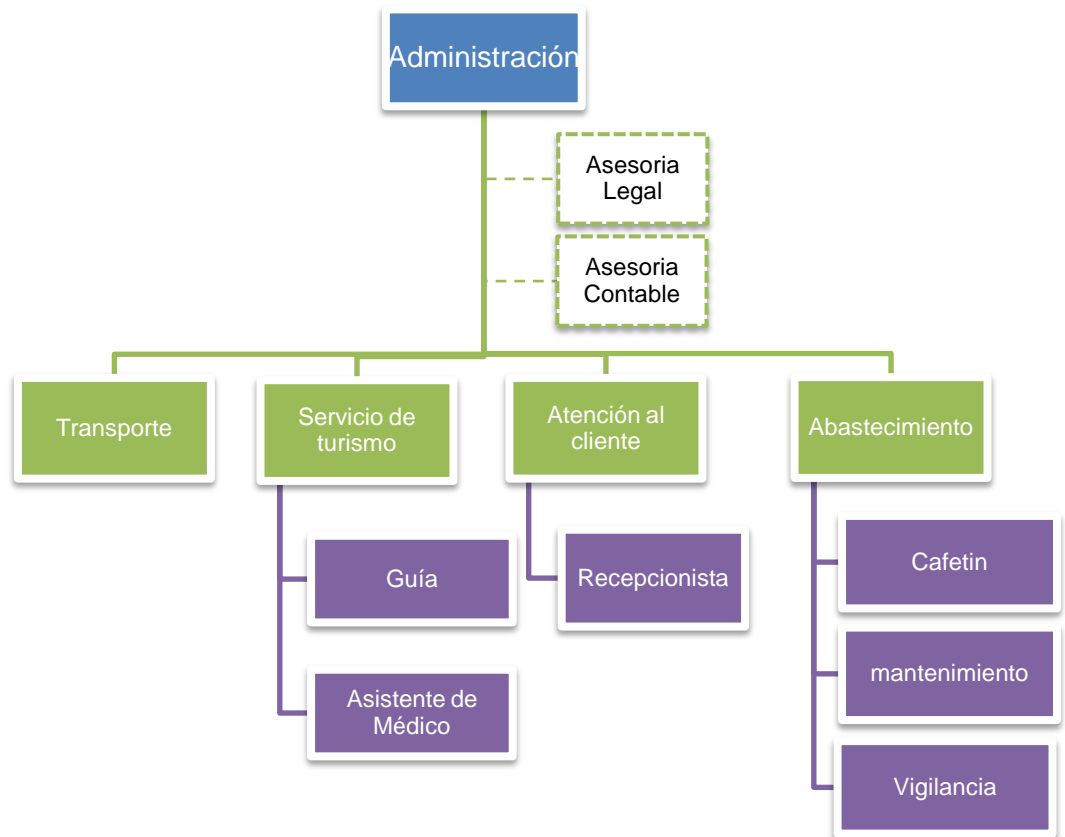 Administración
Asesoria
Legal
Asesoria
Contable
Transporte
Servicio de
turismo
Atención al
cliente
Abastecimiento
Guía
Recepcionista
Cafetin
Asistente de
Médico
mantenimiento
Vigilancia